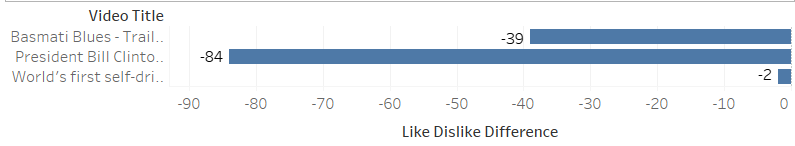 Video Title
Basmati Blues - Trail..
-39
President Bill Clinto..
-84
World's first self-dri..
-2
-90 -80 -70 -60 -50 -40 -30 -20 -10 0
Like Dislike Difference